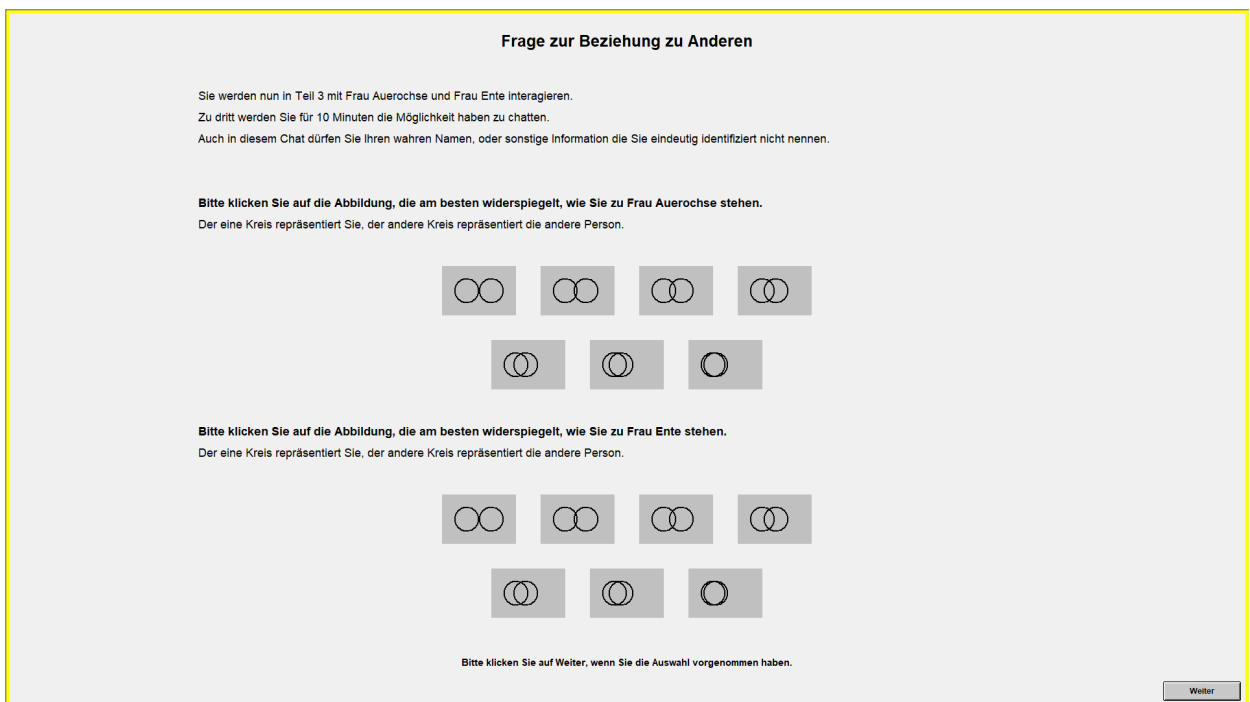 Frage zur Beziehung zu Anderen
Sie werden nun in Teil 3 mit Frau Auerochse und Frau Ente interagieren.
Zu dritt werden Sie für 10 Minuten die Möglichkeit haben zu chatten.
Auch in diesem Chat dürfen Sie Ihren wahren Namen, oder sonstige Information die Sie eindeutig identifiziert nicht nennen.
Bitte klicken Sie auf die Abbildung, die am besten widerspiegelt, wie Sie zu Frau Auerochse stehen.
Der eine Kreis repräsentiert Sie, der andere Kreis repräsentiert die andere Person.
Bitte klicken Sie auf die Abbildung, die am besten widerspiegelt, wie Sie zu Frau Ente stehen.
Der eine Kreis repräsentiert Sie, der andere Kreis repräsentiert die andere Person.
Bitte klicken Sie auf Weiter, wenn Sie die Auswahl vorgenommen haben.
Weiter